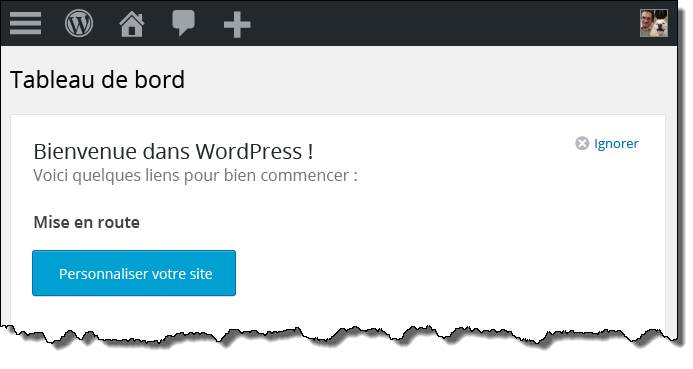 Tableau de bord
Bienvenue dans WordPress !
Ignorer
Voici quelques liens pour bien commencer :
Mise en route
Personnaliser votre site